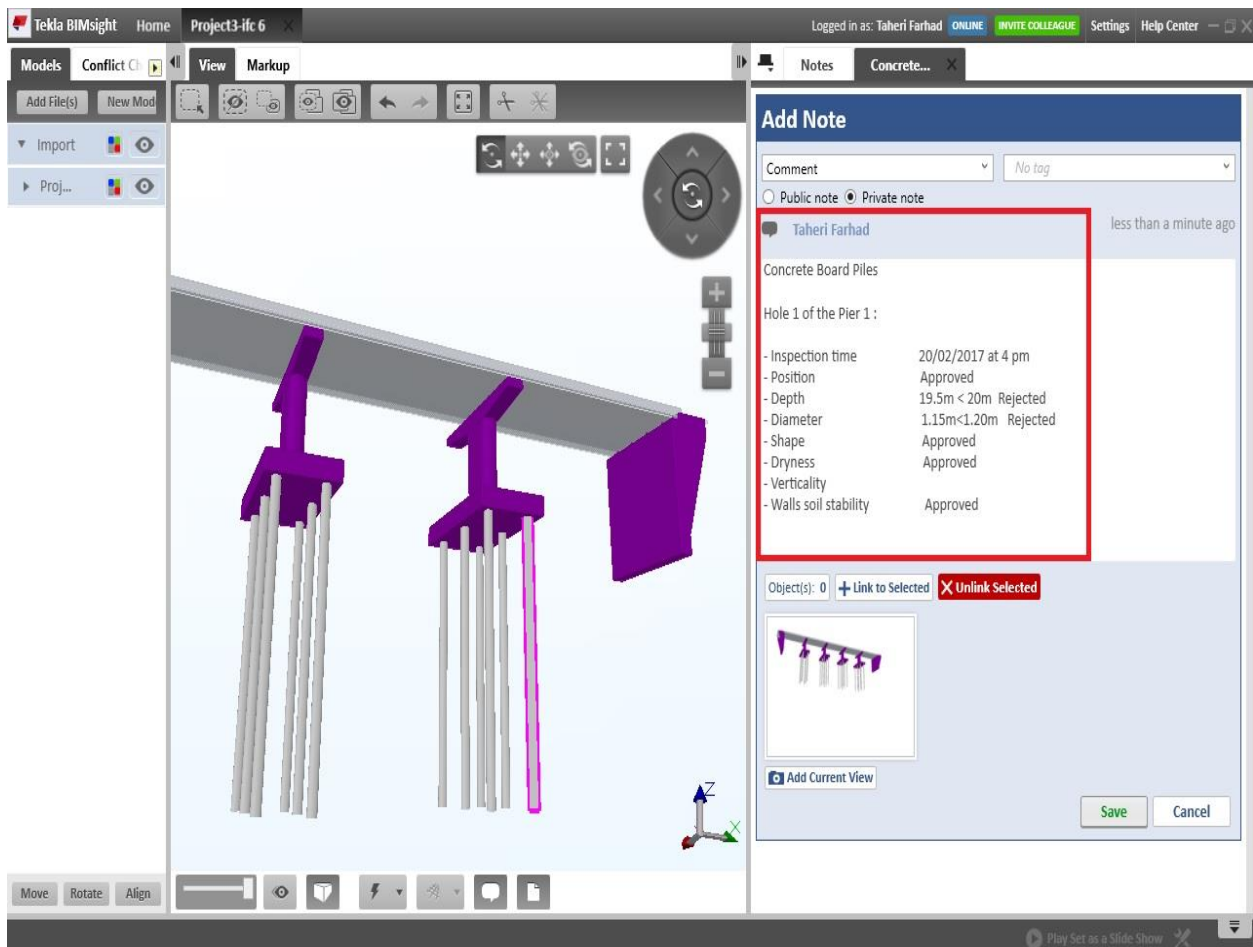 Tekla BIMsight Home Project3-ifc 6 X Logged in as: Taheri Farhad ONLINE INVITE COLLEAGUE Settings Help Center
Models Conflict Ch View Markup Notes Concrete... X
Add File(s) New Mod
Import
Proj...
Add Note
Comment No tag
Public note Private note
Taheri Farhad less than a minute ago
Concrete Board Piles
Hole 1 of the Pier 1 :
- Inspection time 20/02/2017 at 4 pm
- Position Approved
- Depth 19.5m < 20m Rejected
- Diameter 1.15m<1.20m Rejected
- Shape Approved
- Dryness Approved
- Verticality
- Walls soil stability Approved
Object(s): 0 Link to Selected X Unlink Selected
Add Current View
Z
X
Save Cancel
Move Rotate Align
Play Set as a Slide Show